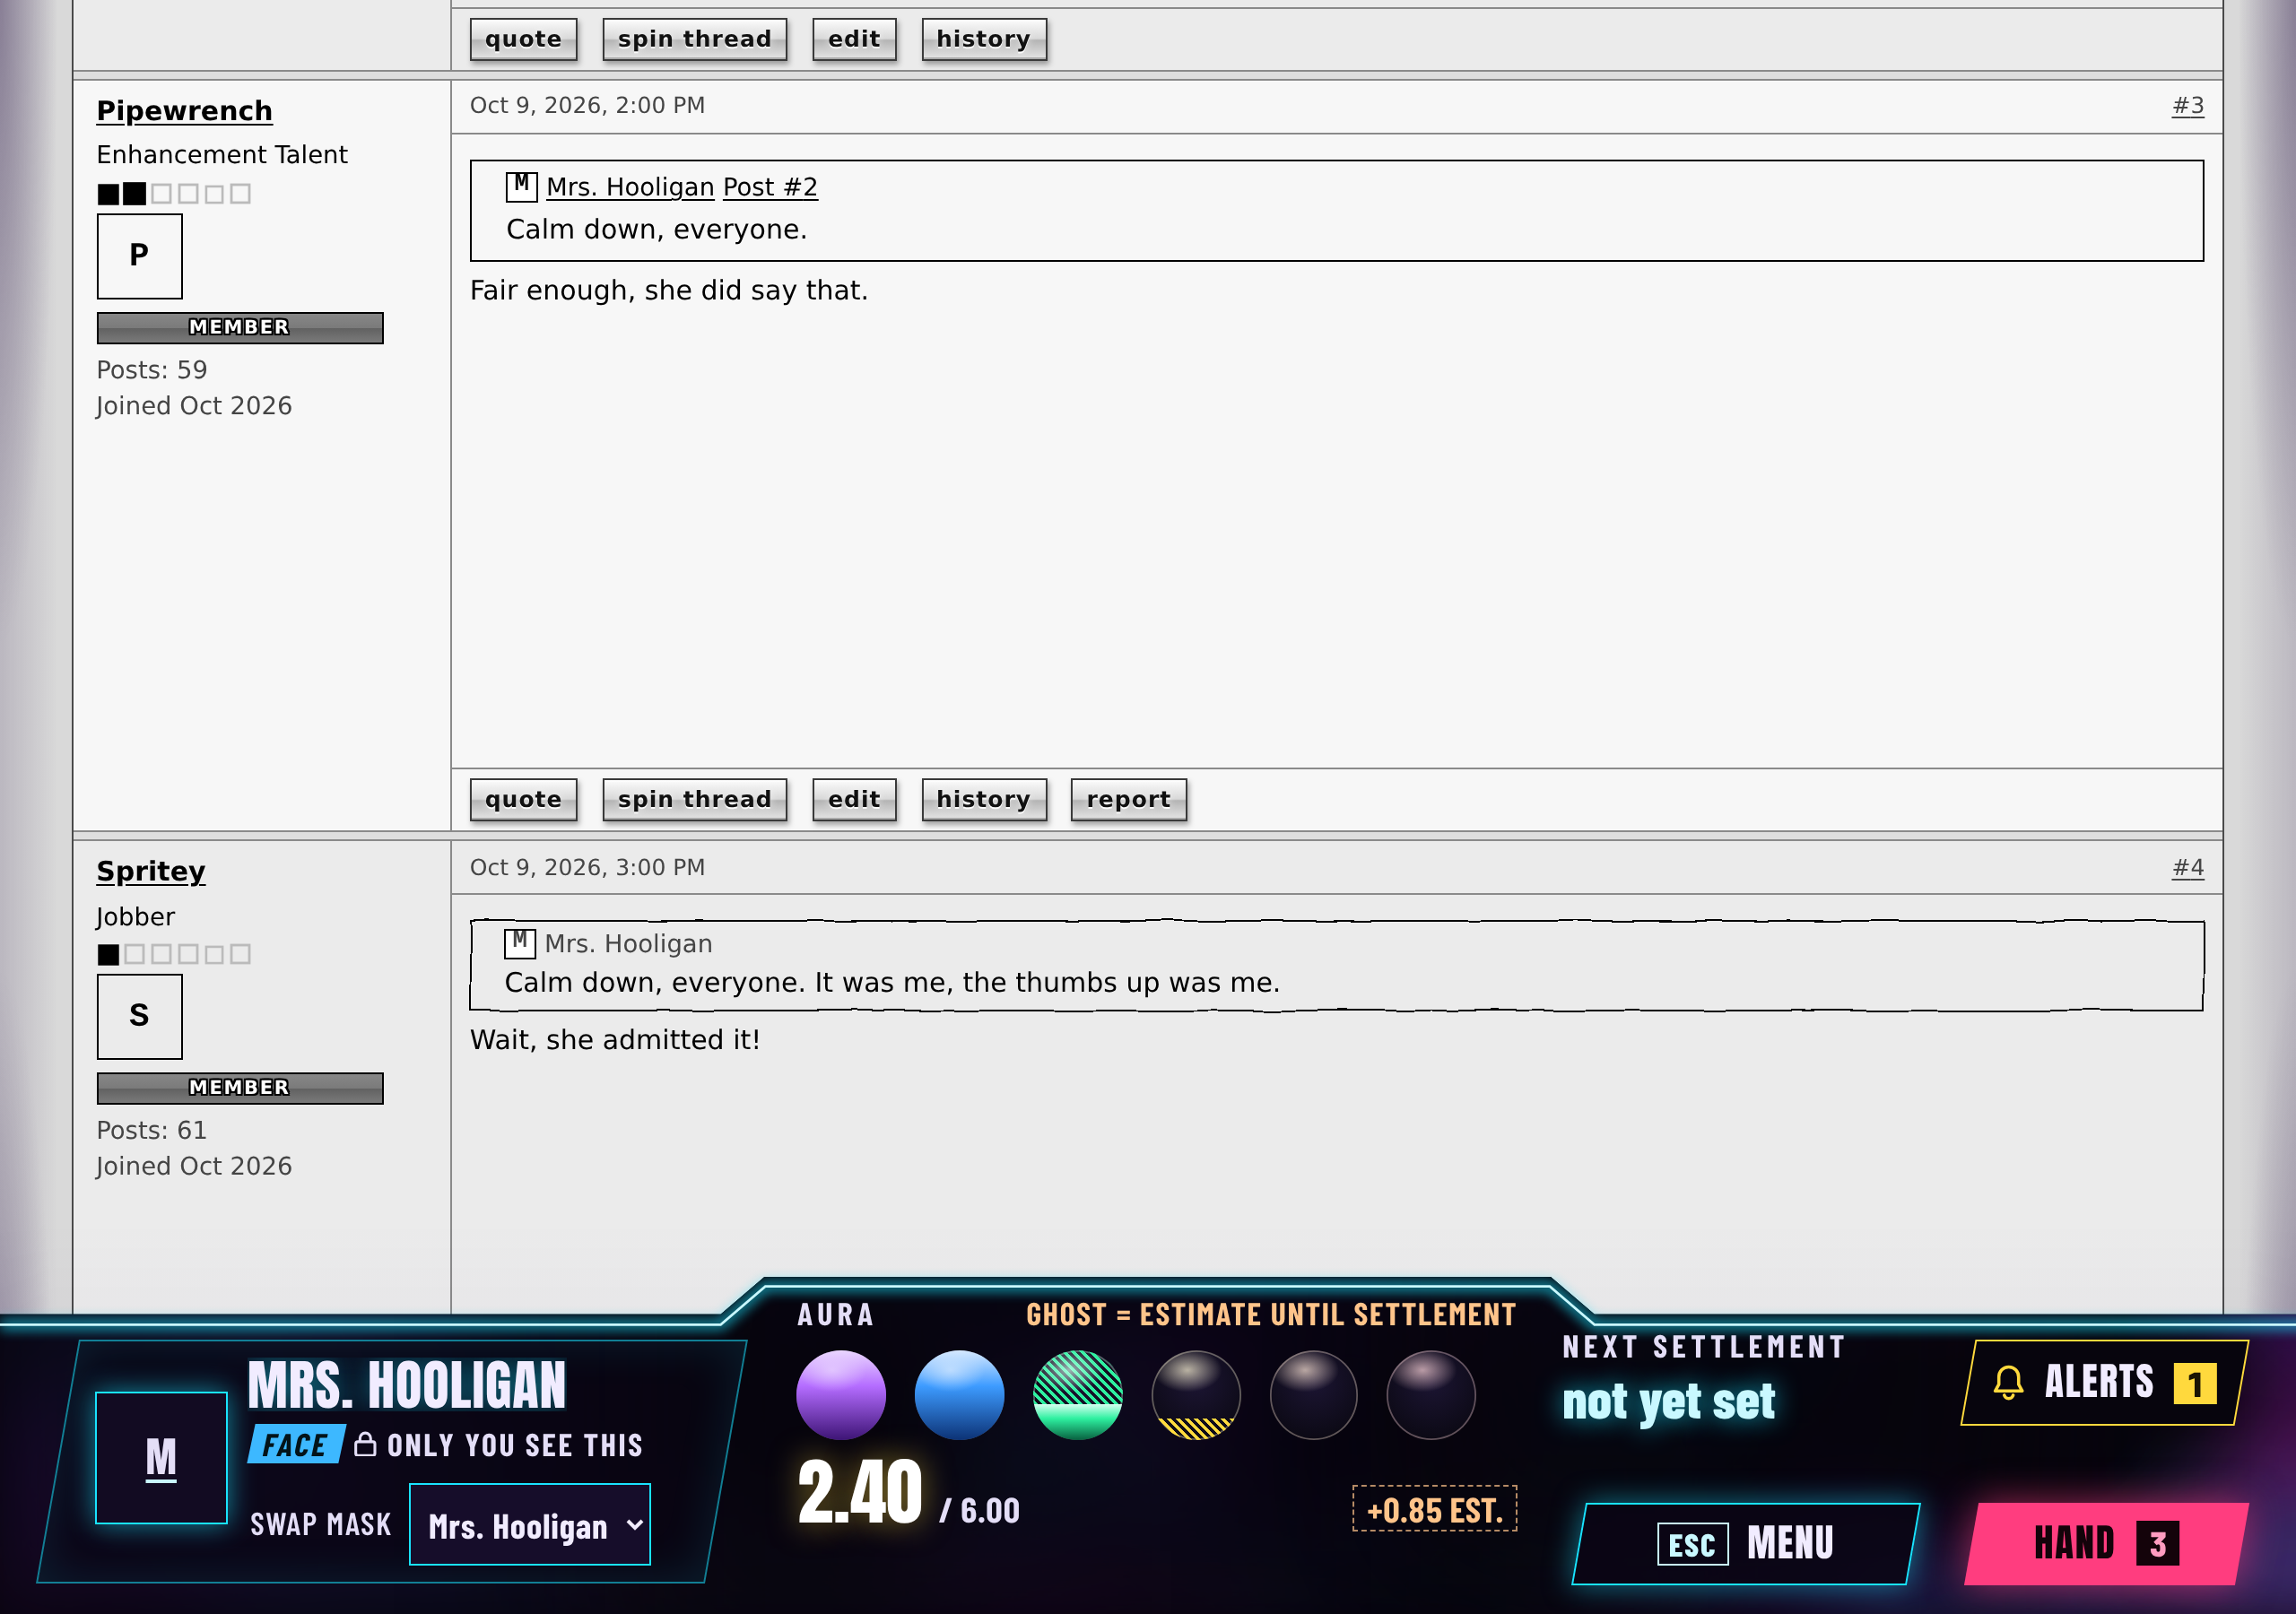 quote spin thread edit history
Pipewrench
Enhancement Talent
P
MEMBER
Posts: 59
Joined Oct 2026
Oct 9, 2026, 2:00 PM #3
M Mrs. Hooligan Post #2
Calm down, everyone.
Fair enough, she did say that.
quote spin thread edit history report
Spritey
Jobber
S
MEMBER
Posts: 61
Joined Oct 2026
Oct 9, 2026, 3:00 PM #4
M Mrs. Hooligan
Calm down, everyone. It was me, the thumbs up was me.
Wait, she admitted it!
M
MRS. HOOLIGAN
FACE ONLY YOU SEE THIS
SWAP MASK Mrs. Hooligan
AURA GHOST = ESTIMATE UNTIL SETTLEMENT
2.40 / 6.00 +0.85 EST.
NEXT SETTLEMENT
not yet set
ALERTS 1
ESC MENU
HAND 3